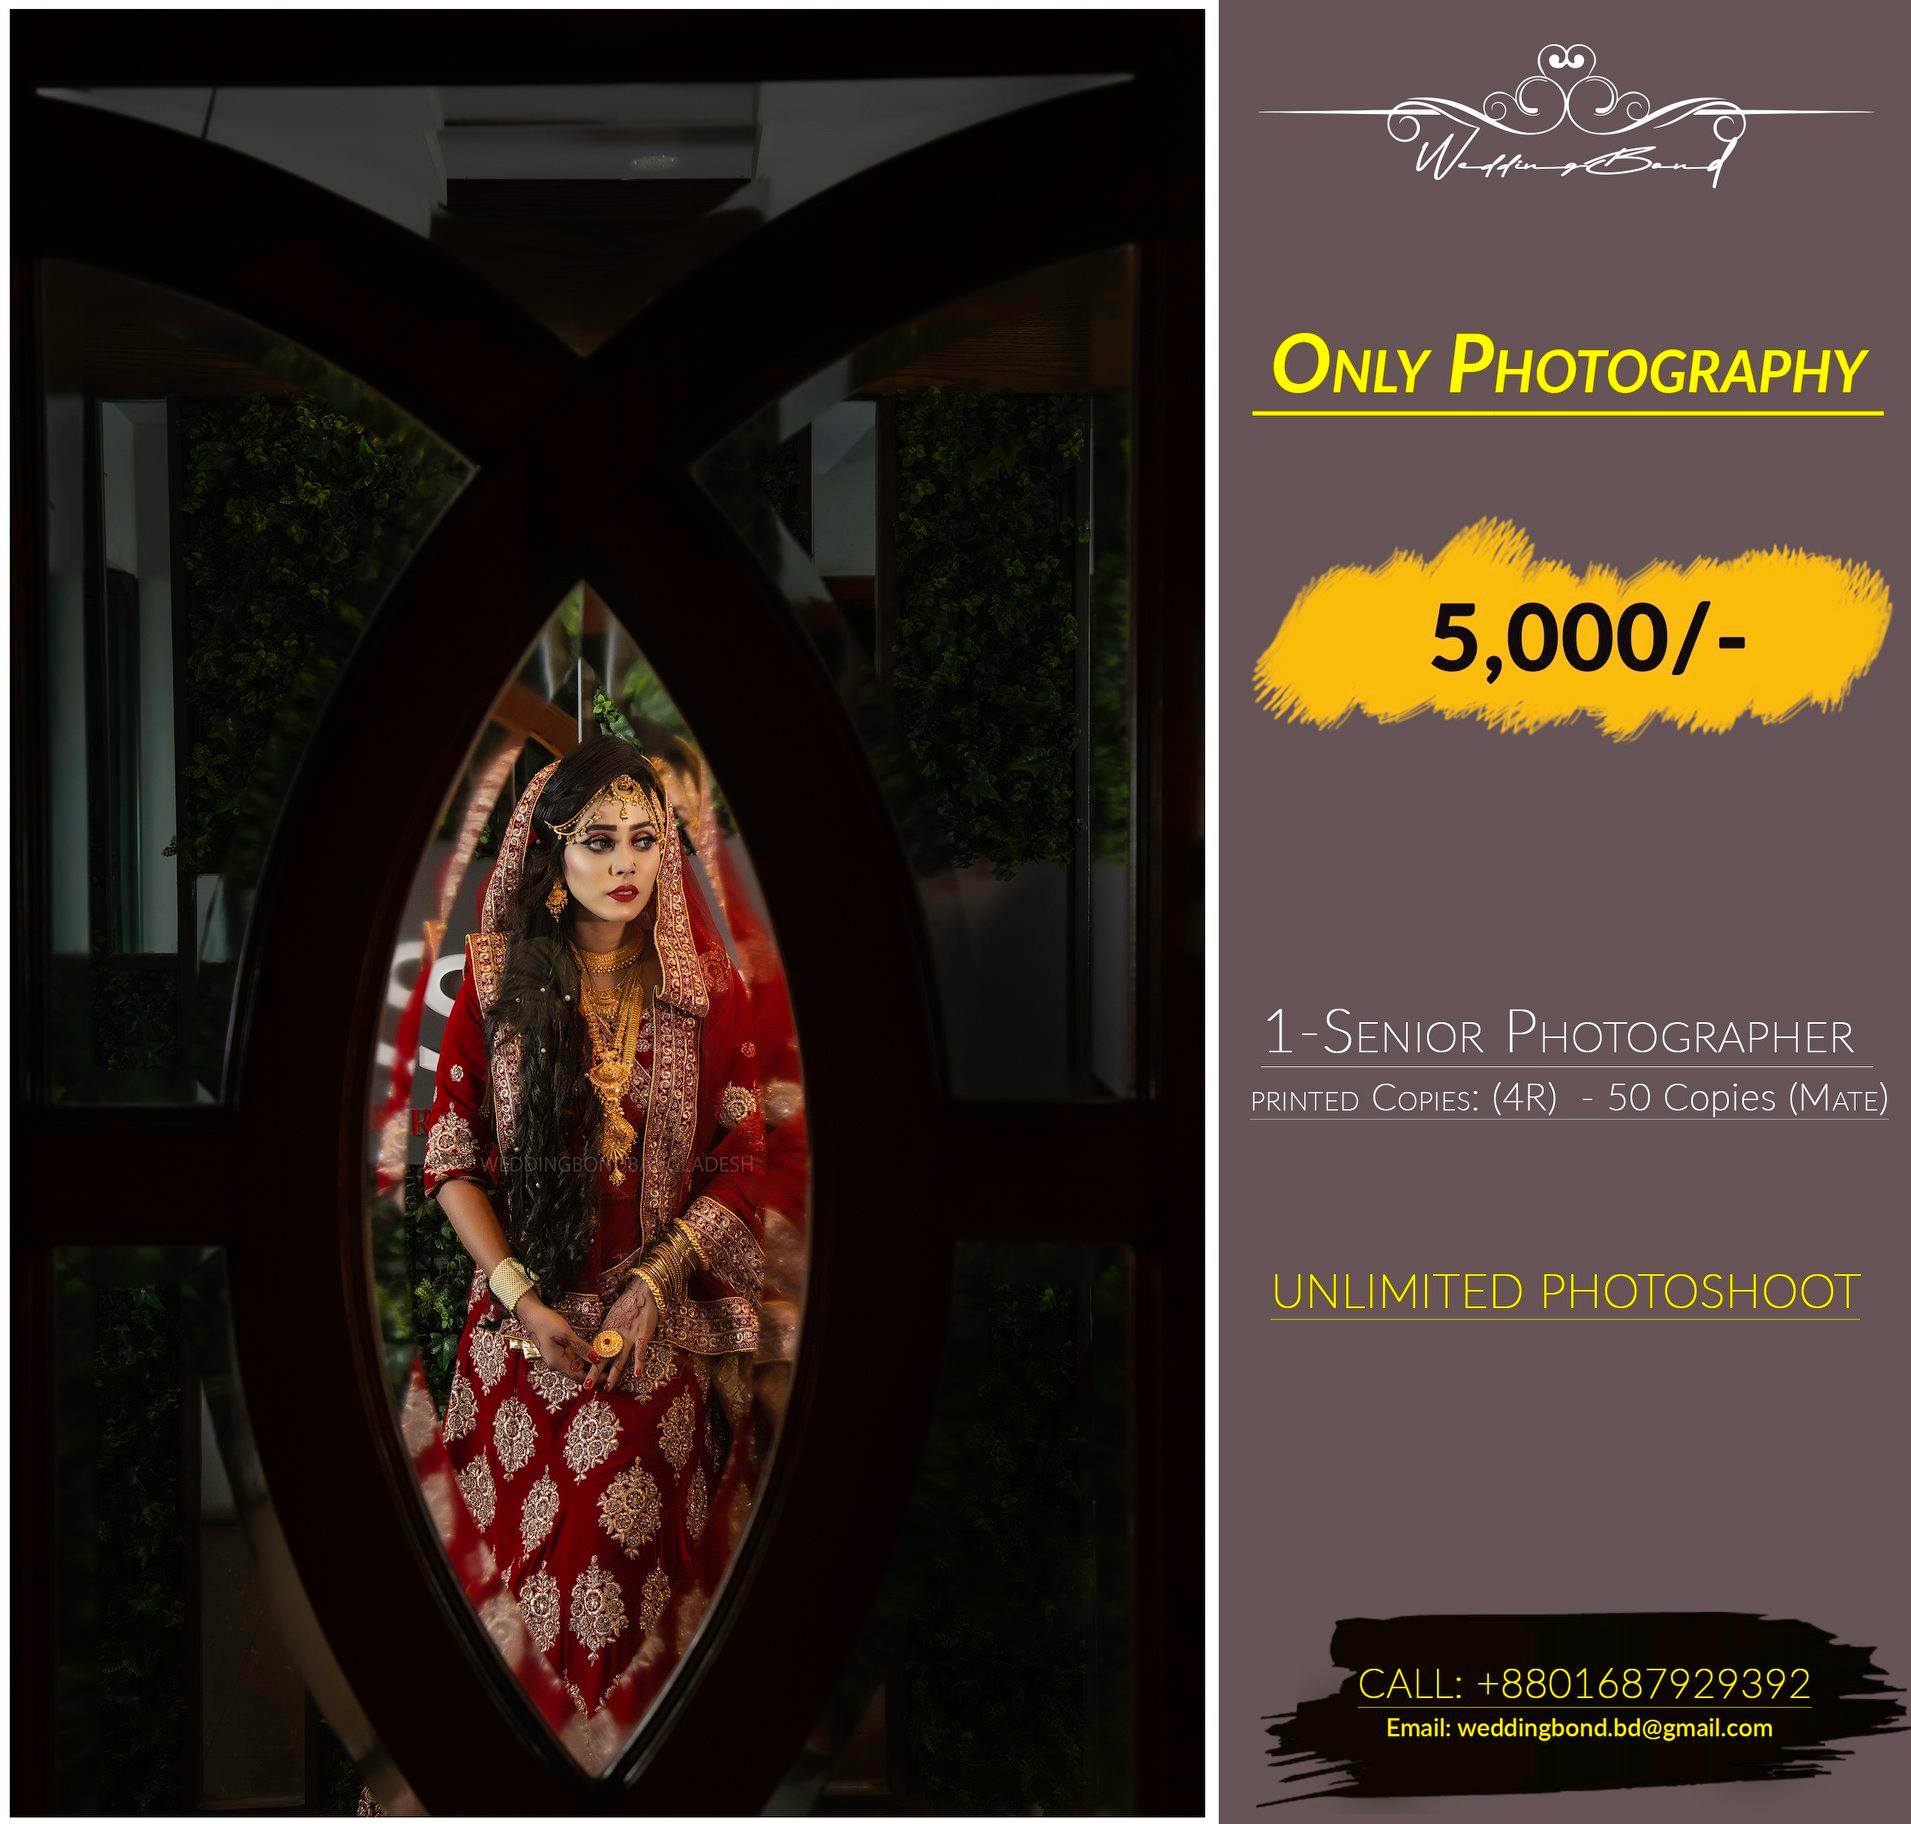 WeddingBond
ONLY PHOTOGRAPHY
5,000/-
1-SENIOR PHOTOGRAPHER
PRINTED COPIES: (4R) - 50 Copies (MATE)
UNLIMITED PHOTOSHOOT
CALL: +8801687929392
Email: weddingbond.bd@gmail.com
WEDDINGBONDBANGLADESH